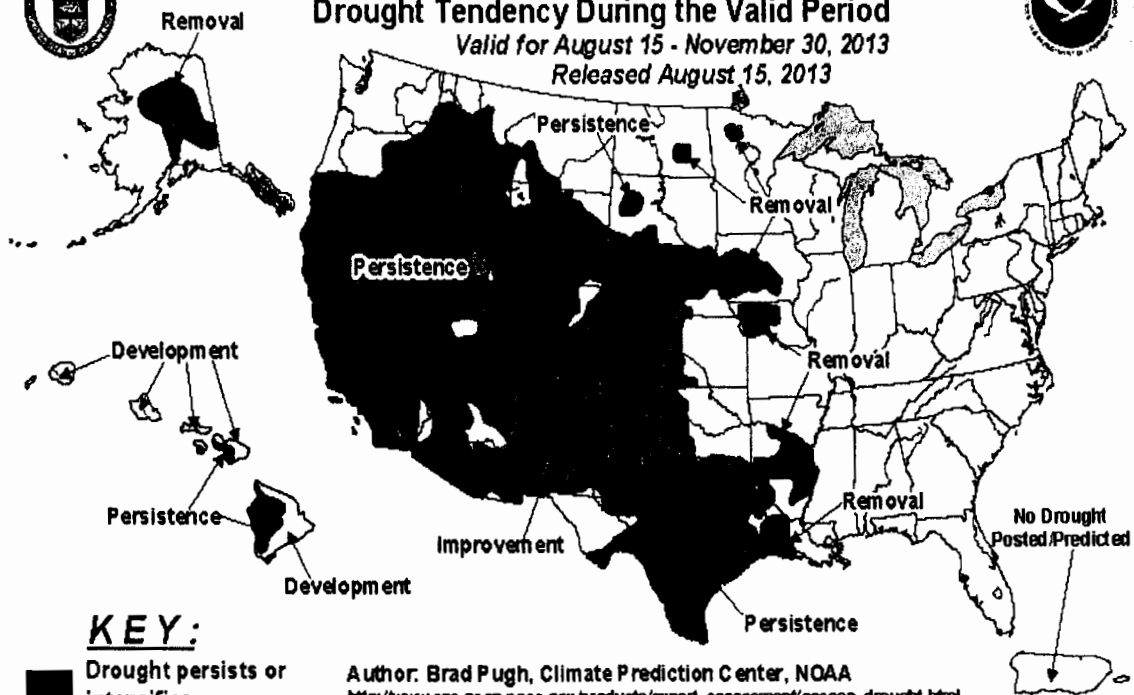 Drought Tendency During the Valid Period
Valid for August 15 - November 30, 2013
Released August 15, 2013
Removal
Persistence
Removal
Persistence
Development
Removal
Persistence
Removal
No Drought
Posted/Predicted
Improvement
Development
Persistence
KEY:
Drought persists or
Author: Brad Pugh, Climate Prediction Center, NOAA